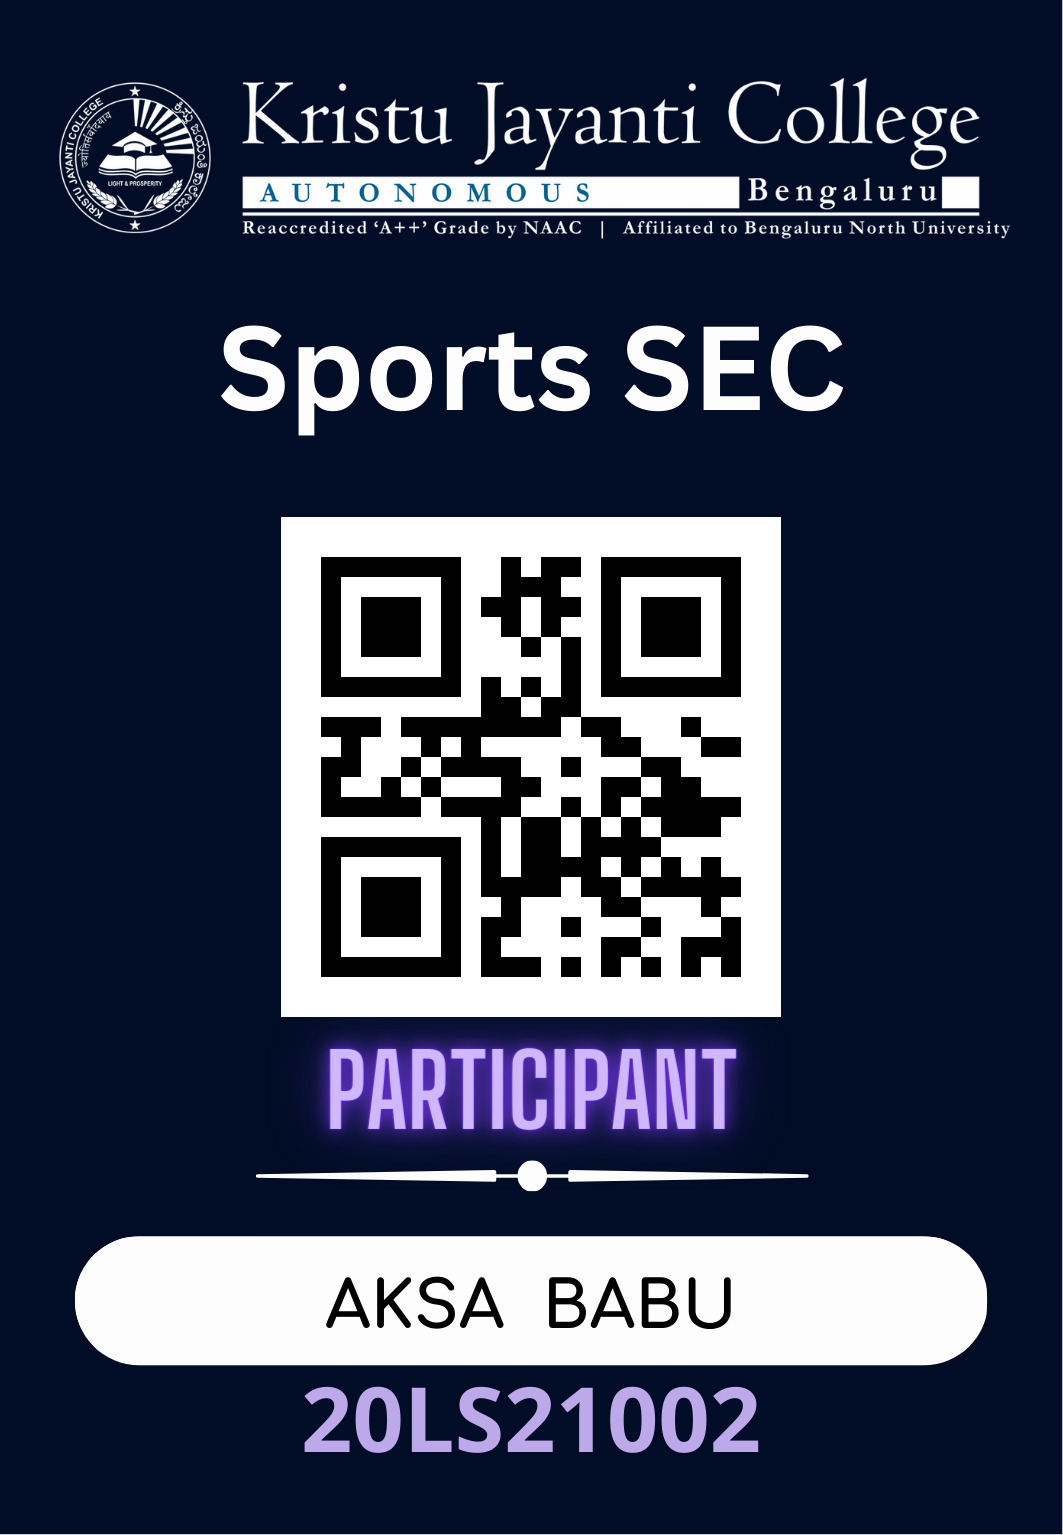 KRISTU JAYANTI COLLEGE
ಕ್ರಿಸ್ತು ಜಯಂತಿ ಕಾಲೇಜು
LIGHT & PROSPERITY
Kristu Jayanti College
AUTONOMOUS Bengaluru
Reaccredited ‘A++’ Grade by NAAC | Affiliated to Bengaluru North University
Sports SEC
PARTICIPANT
AKSA BABU
20LS21002